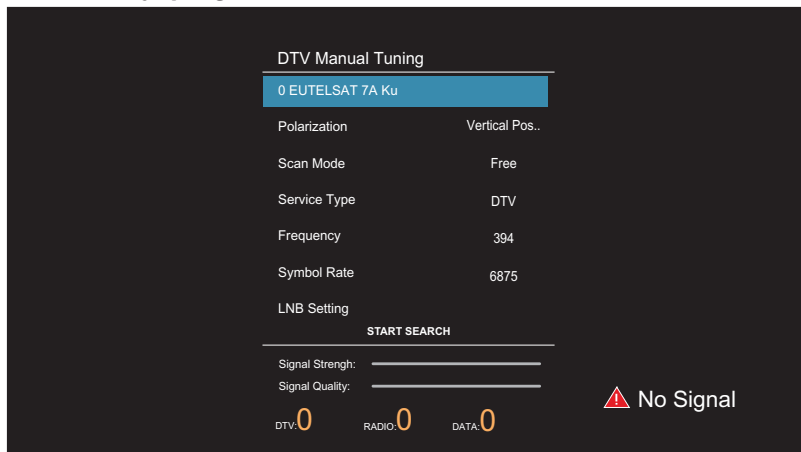 DTV Manual Tuning
0 EUTELSAT 7A Ku
Polarization Vertical Pos..
Scan Mode Free
Service Type DTV
Frequency 394
Symbol Rate 6875
LNB Setting
START SEARCH
Signal Strengh:
Signal Quality:
DTV:0 RADIO:0 DATA:0
No Signal